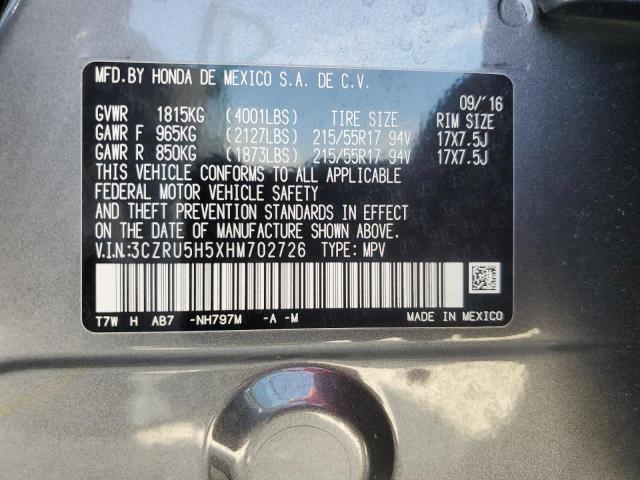 MFD.BY HONDA DE MEXICO S.A. DE C.V.
09/´16
GVWR 1815KG (4001LBS) TIRE SIZE RIM SIZE
GAWR F 965KG (2127LBS) 215/55R17 94V 17X7.5J
GAWR R 850KG (1873LBS) 215/55R17 94V 17X7.5J
THIS VEHICLE CONFORMS TO ALL APPLICABLE
FEDERAL MOTOR VEHICLE SAFETY
AND THEFT PREVENTION STANDARDS IN EFFECT
ON THE DATE OF MANUFACTURE SHOWN ABOVE.
V.I.N.:3CZRU5H5XHM702726 TYPE: MPV
T7W H AB7 -NH797M -A -M MADE IN MEXICO